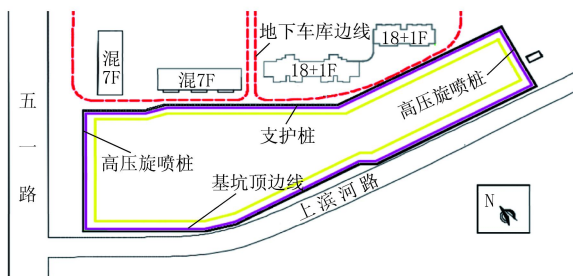 地下车库边线
18+1F
混7F
混7F
18+1F
高压旋喷桩
支护桩
五一路
高压旋喷桩
基坑顶边线
上滨河路
N